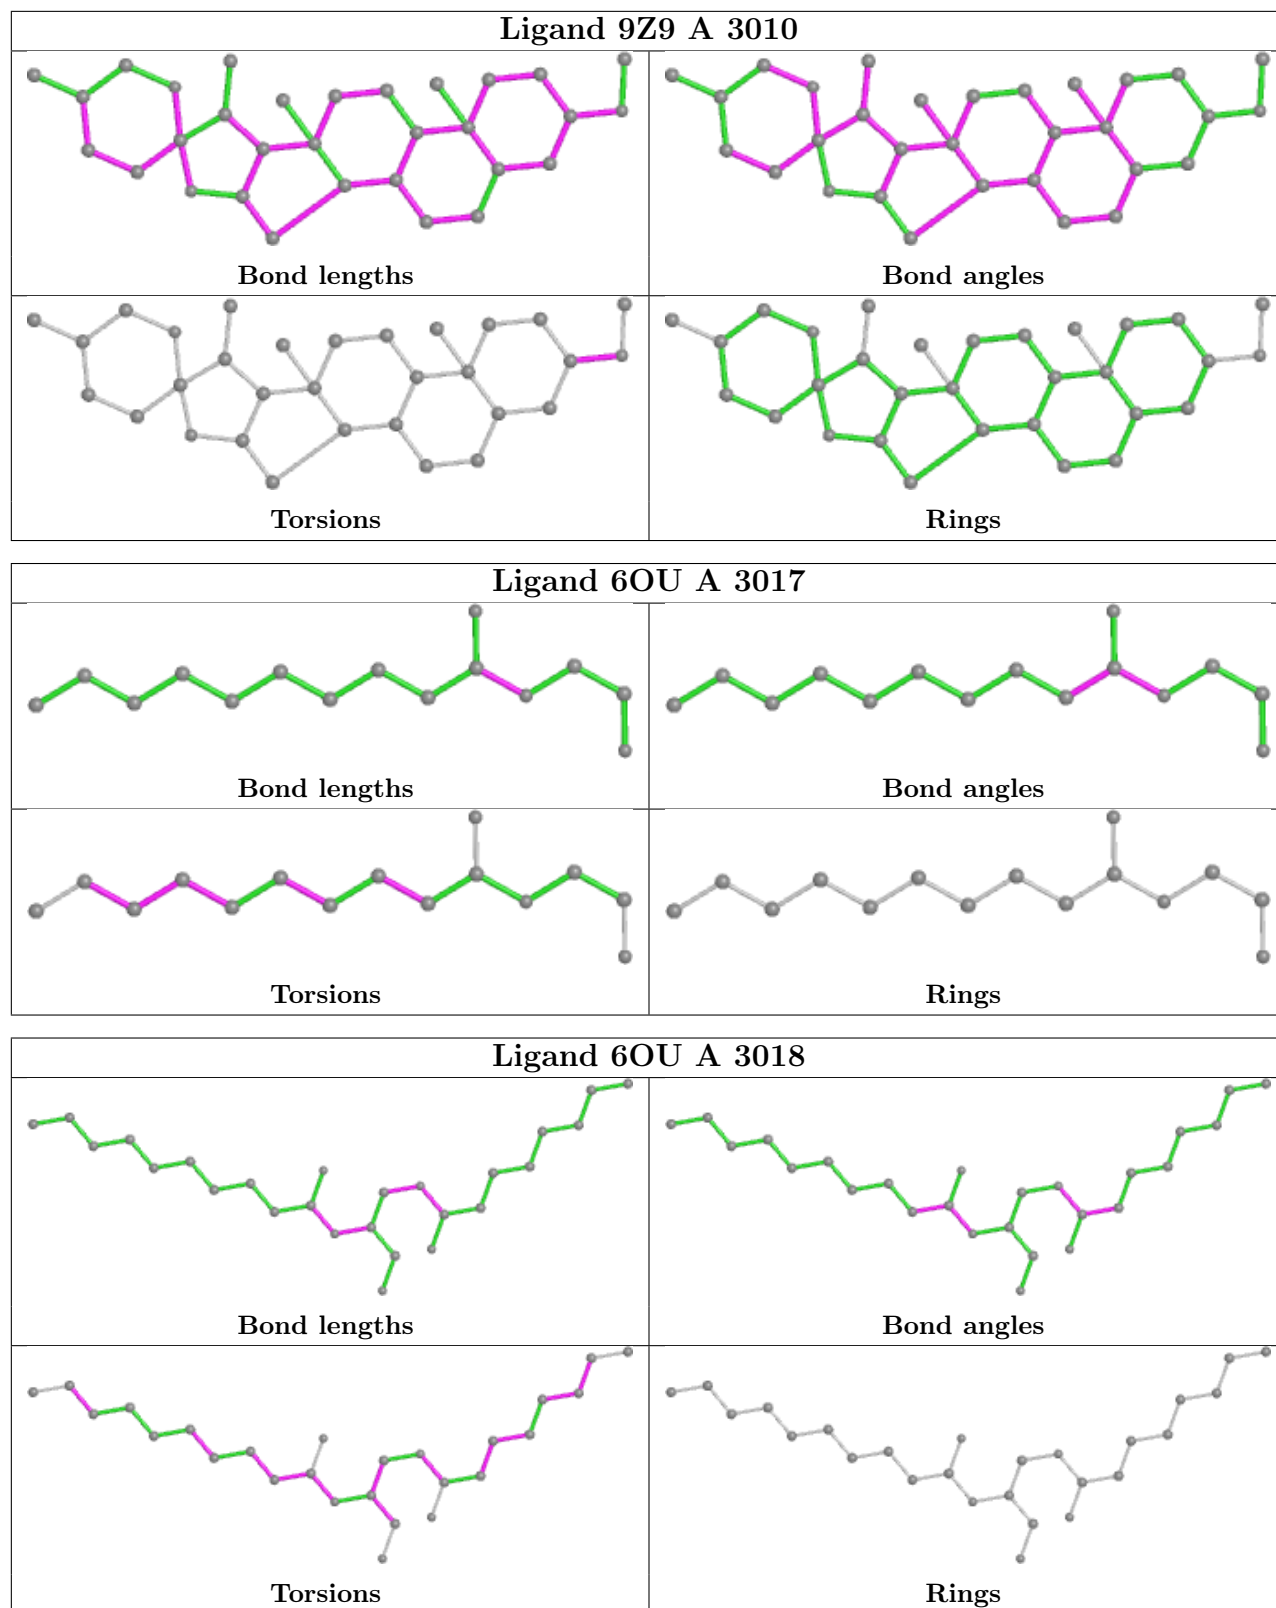 Ligand 9Z9 A 3010
Bond lengths
Bond angles
Torsions
Rings
Ligand 6OU A 3017
Bond lengths
Bond angles
Torsions
Rings
Ligand 6OU A 3018
Bond lengths
Bond angles
Torsions
Rings